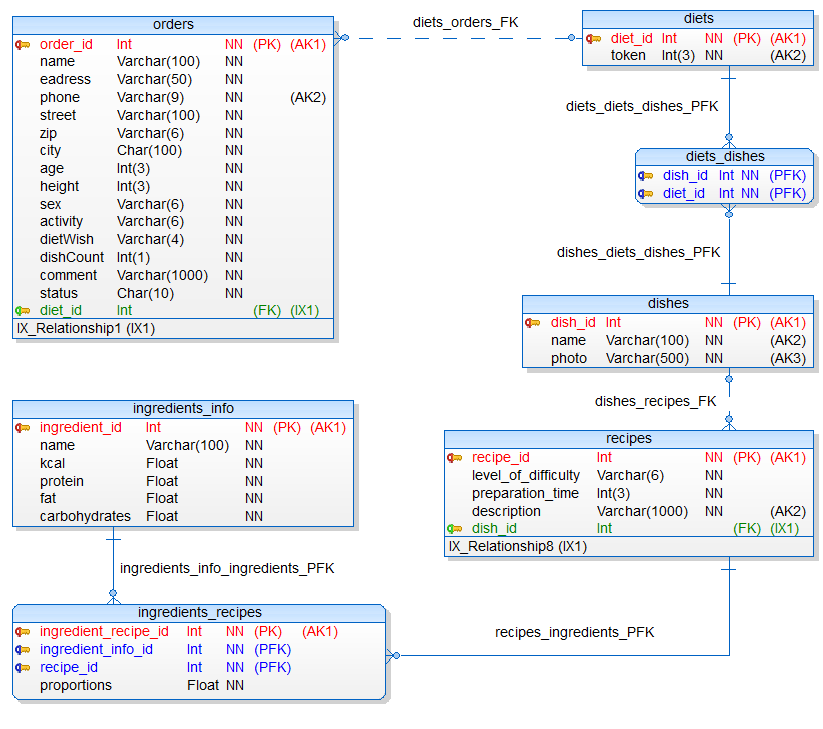 orders
order_id Int NN (PK) (AK1)
name Varchar(100) NN
eadress Varchar(50) NN
phone Varchar(9) NN (AK2)
street Varchar(100) NN
zip Varchar(6) NN
city Char(100) NN
age Int(3) NN
height Int(3) NN
sex Varchar(6) NN
activity Varchar(6) NN
dietWish Varchar(4) NN
dishCount Int(1) NN
comment Varchar(1000) NN
status Char(10) NN
diet_id Int (FK) (IX1)
IX_Relationship1 (IX1)
diets_orders_FK
diets
diet_id Int NN (PK) (AK1)
token Int(3) NN (AK2)
diets_diets_dishes_PFK
diets_dishes
dish_id Int NN (PFK)
diet_id Int NN (PFK)
dishes_diets_dishes_PFK
dishes
dish_id Int NN (PK) (AK1)
name Varchar(100) NN (AK2)
photo Varchar(500) NN (AK3)
dishes_recipes_FK
recipes
recipe_id Int NN (PK) (AK1)
level_of_difficulty Varchar(6) NN
preparation_time Int(3) NN
description Varchar(1000) NN (AK2)
dish_id Int (FK) (IX1)
IX_Relationship8 (IX1)
ingredients_info
ingredient_id Int NN (PK) (AK1)
name Varchar(100) NN
kcal Float NN
protein Float NN
fat Float NN
carbohydrates Float NN
ingredients_info_ingredients_PFK
ingredients_recipes
ingredient_recipe_id Int NN (PK) (AK1)
ingredient_info_id Int NN (PFK)
recipe_id Int NN (PFK)
proportions Float NN
recipes_ingredients_PFK